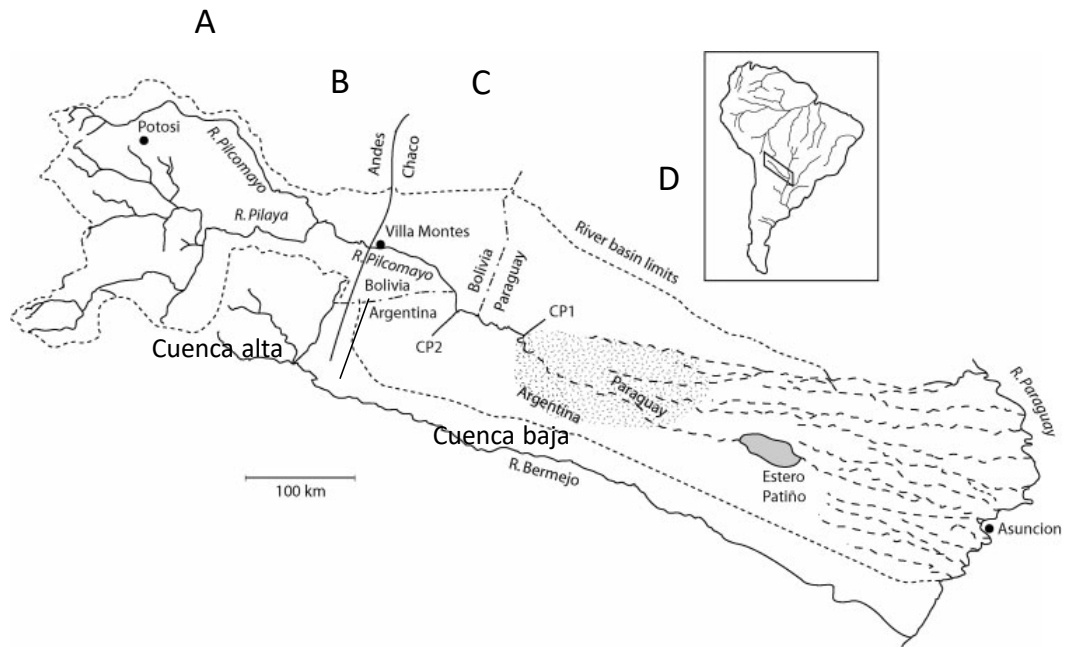 A
B
C
D
Potosi
R. Pilcomayo
Andes
Chaco
R. Pilaya
Villa Montes
R. Pilcomayo
Bolivia
Argentina
Bolivia
Paraguay
River basin limits
CP1
CP2
Cuenca alta
Paraguay
Argentina
R. Paraguay
Cuenca baja
R. Bermejo
100 km
Estero
Patiño
Asuncion